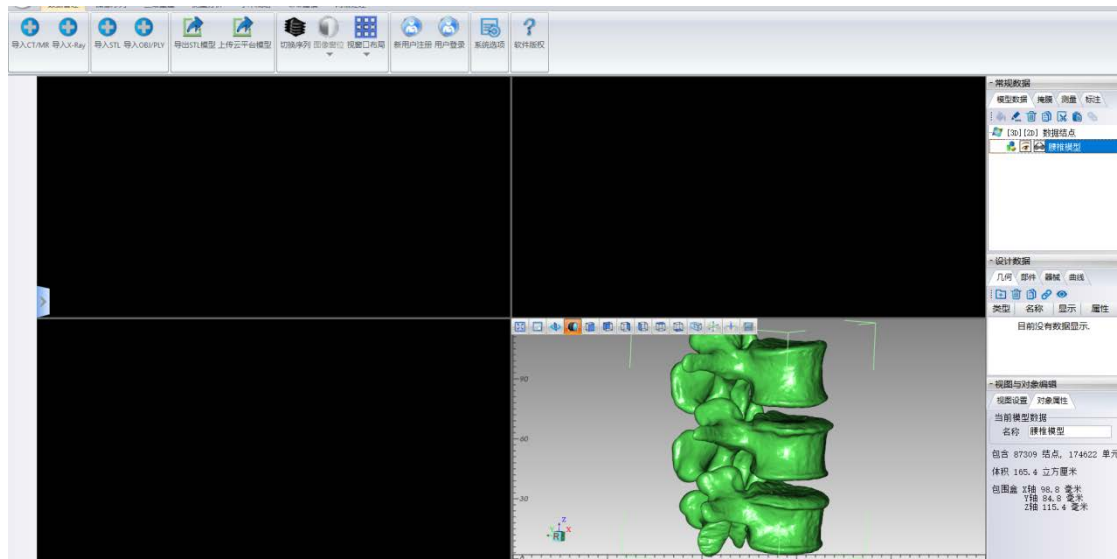 导入CT/MR 导入X-Ray 导入STL 导入OBJ/PLY 导出STL模型 上传云平台模型 切换序列 图像窗位 视窗口布局 新用户注册 用户登录 系统选项 软件版权
常规数据
模型数据 掩膜 测量 标注
[3D][2D] 数据结点
腰椎模型
设计数据
几何 部件 器械 曲线
类型 名称 显示 属性
目前没有数据显示.
视图与对象编辑
视图设置 对象属性
当前模型数据
名称 腰椎模型
包含 87309 结点, 174622 单元
体积 165.4 立方厘米
包围盒 X轴 98.8 毫米
Y轴 84.8 毫米
Z轴 115.4 毫米
90
60
30
Z
X
R